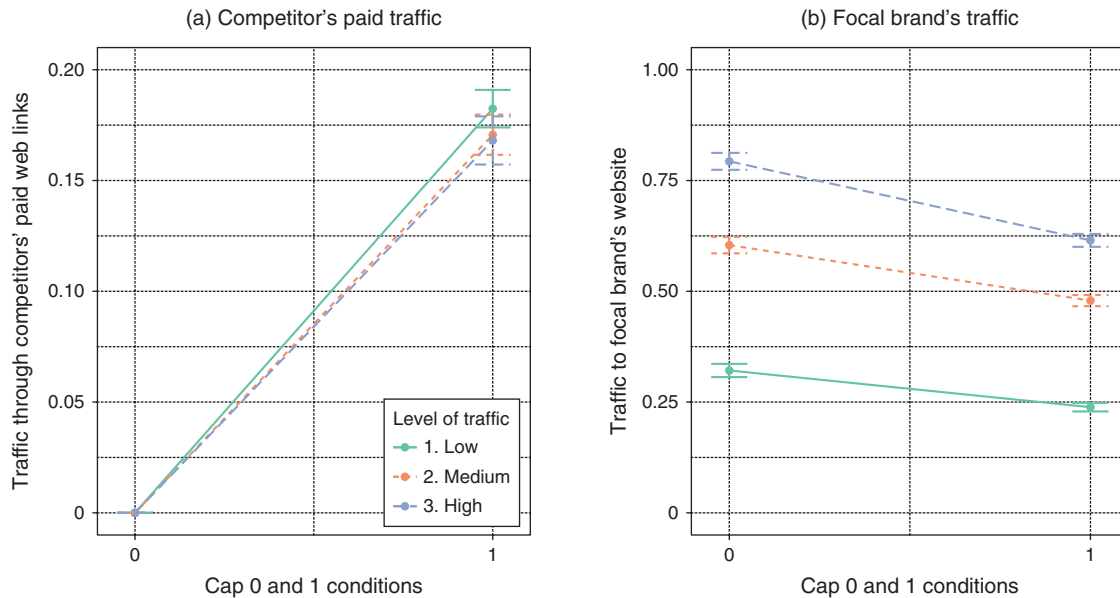 (a) Competitor's paid traffic
Traffic through competitors' paid web links
0.20
0.15
0.10
0.05
0
Level of traffic
1. Low
2. Medium
3. High
0
1
Cap 0 and 1 conditions
(b) Focal brand's traffic
Traffic to focal brand's website
1.00
0.75
0.50
0.25
0
0
1
Cap 0 and 1 conditions